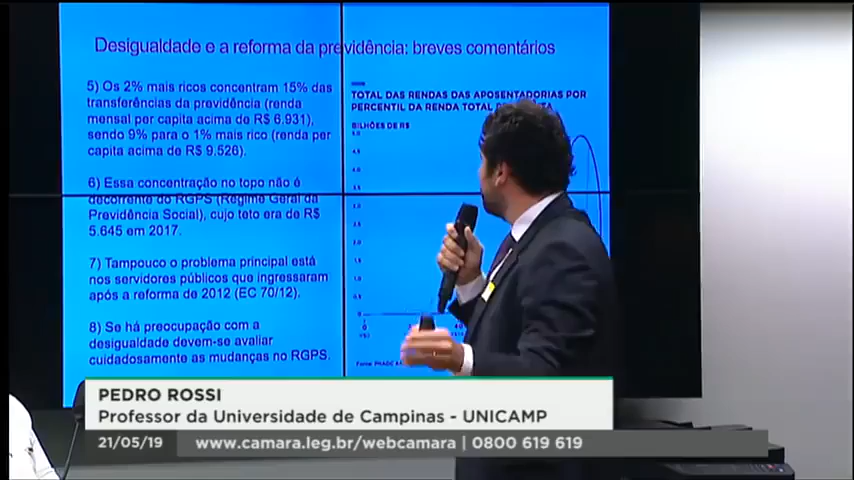 Desigualdade e a reforma da previdência: breves comentários
5) Os 2% mais ricos concentram 15% das
transferências da previdência (renda
mensal per capita acima de R$ 6.931),
sendo 9% para o 1% mais rico (renda per
capita acima de R$ 9.526).
6) Essa concentração no topo não é
decorrente do RGPS (Regime Geral da
Previdência Social), cujo teto era de R$
5.645 em 2017.
7) Tampouco o problema principal está
nos servidores públicos que ingressaram
após a reforma de 2012 (EC 70/12).
8) Se há preocupação com a
desigualdade devem-se avaliar
cuidadosamente as mudanças no RGPS.
TOTAL DAS RENDAS DAS APOSENTADORIAS POR
PERCENTIL DA RENDA TOTAL
BILHÕES DE R$
PEDRO ROSSI
Professor da Universidade de Campinas - UNICAMP
21/05/19 www.camara.leg.br/webcamara | 0800 619 619